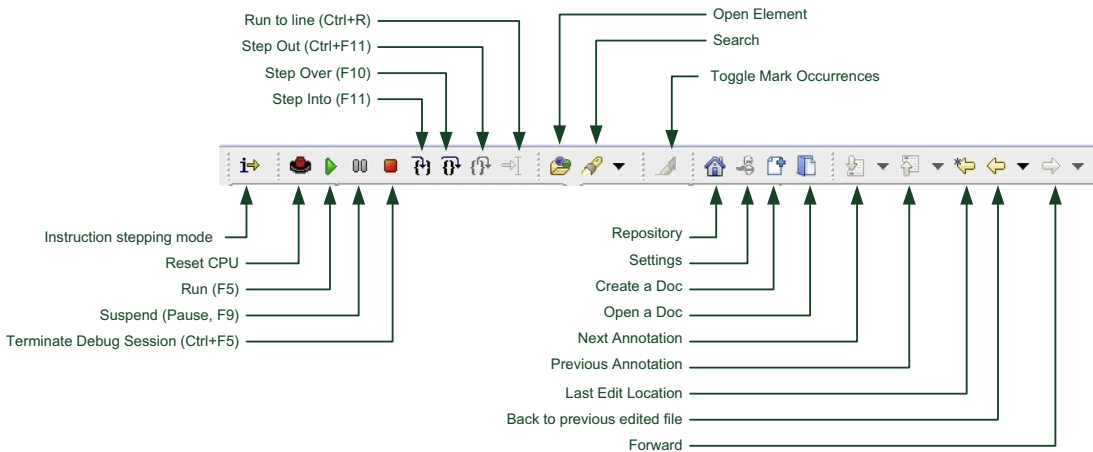 Run to line (Ctrl+R)
Step Out (Ctrl+F11)
Step Over (F10)
Step Into (F11)
Open Element
Search
Toggle Mark Occurrences
Instruction stepping mode
Reset CPU
Run (F5)
Suspend (Pause, F9)
Terminate Debug Session (Ctrl+F5)
Repository
Settings
Create a Doc
Open a Doc
Next Annotation
Previous Annotation
Last Edit Location
Back to previous edited file
Forward